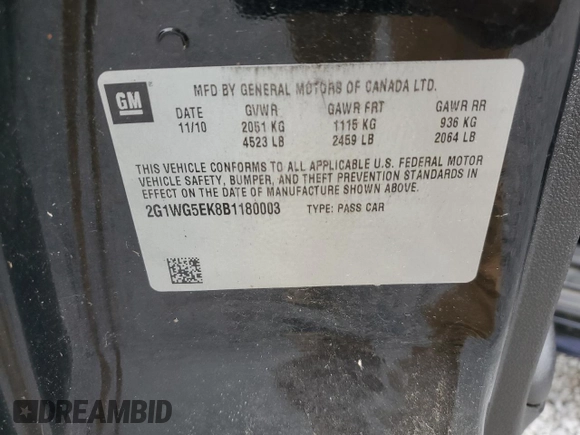 GM
MFD BY GENERAL MOTORS OF CANADA LTD.
DATE GVWR GAWR FRT GAWR RR
11/10 2051 KG 1115 KG 936 KG
4523 LB 2459 LB 2064 LB
THIS VEHICLE CONFORMS TO ALL APPLICABLE U.S. FEDERAL MOTOR
VEHICLE SAFETY, BUMPER, AND THEFT PREVENTION STANDARDS
IN EFFECT ON THE DATE OF MANUFACTURE SHOWN ABOVE.
2G1WG5EK8B1180003 TYPE: PASS CAR
DREAMBID